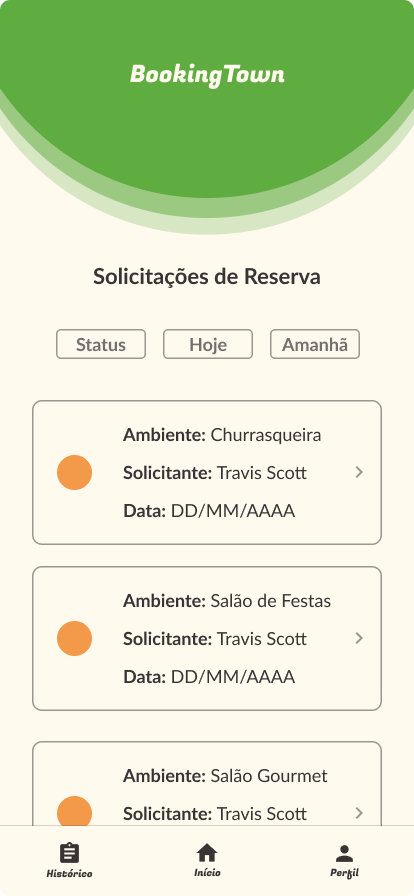 BookingTown
Solicitações de Reserva
Status Hoje Amanhã
Ambiente: Churrasqueira
Solicitante: Travis Scott
Data: DD/MM/AAAA
Ambiente: Salão de Festas
Solicitante: Travis Scott
Data: DD/MM/AAAA
Ambiente: Salão Gourmet
Solicitante: Travis Scott
Histórico Início Perfil